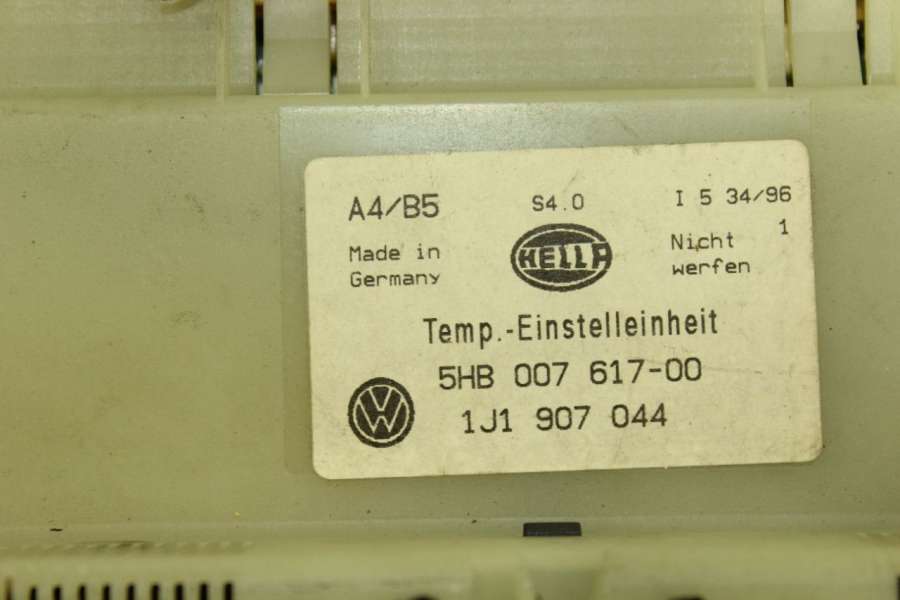 A4/B5 S4.0 I 5 34/96
1
Made in
Germany
HELLA
Nicht
werfen
Temp.-Einstelleinheit
5HB 007 617-00
VW
1J1 907 044